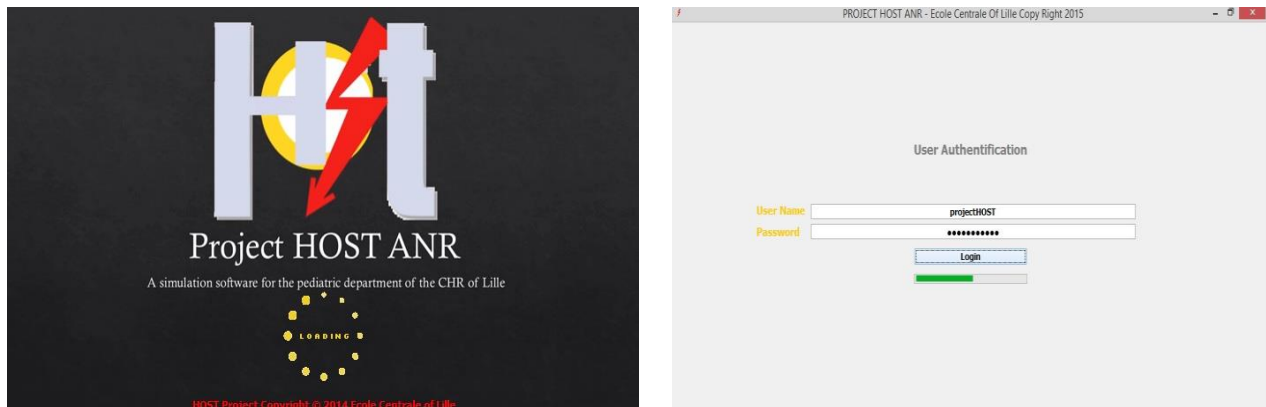 Hst
Project HOST ANR
A simulation software for the pediatric department of the CHR of Lille
LOADING
HOST Project Copyright © 2014 Ecole Centrale of Lille
PROJECT HOST ANR - Ecole Centrale Of Lille Copy Right 2015
User Authentification
User Name projectHOST
Password •••••••••••
Login